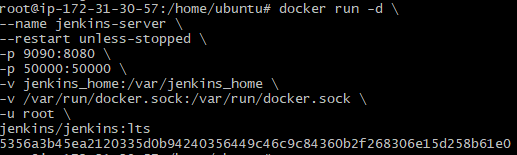 root@ip-172-31-30-57:/home/ubuntu# docker run -d \
--name jenkins-server \
--restart unless-stopped \
-p 9090:8080 \
-p 50000:50000 \
-v jenkins_home:/var/jenkins_home \
-v /var/run/docker.sock:/var/run/docker.sock \
-u root \
jenkins/jenkins:lts
5356a3b45ea2120335d0b94240356449c46c9c84360b2f268306e15d258b61e0